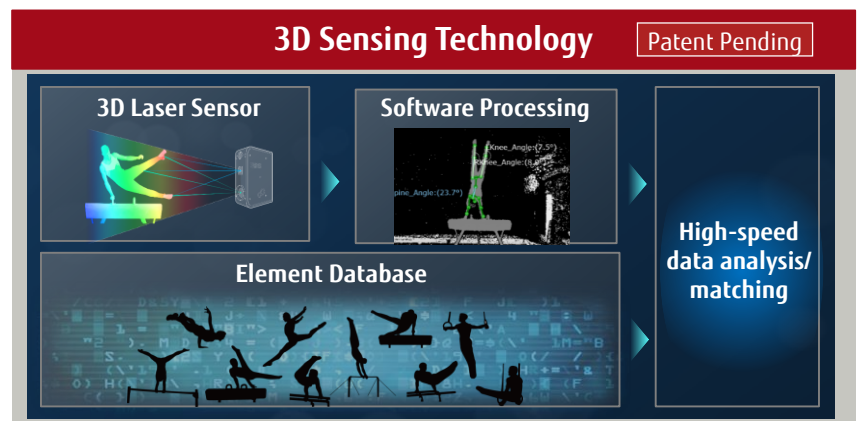 3D Sensing Technology
Patent Pending
3D Laser Sensor
Software Processing
Knee_Angle:(7.5°)
pine_Angle:(23.7°)
Element Database
High-speed
data analysis/
matching